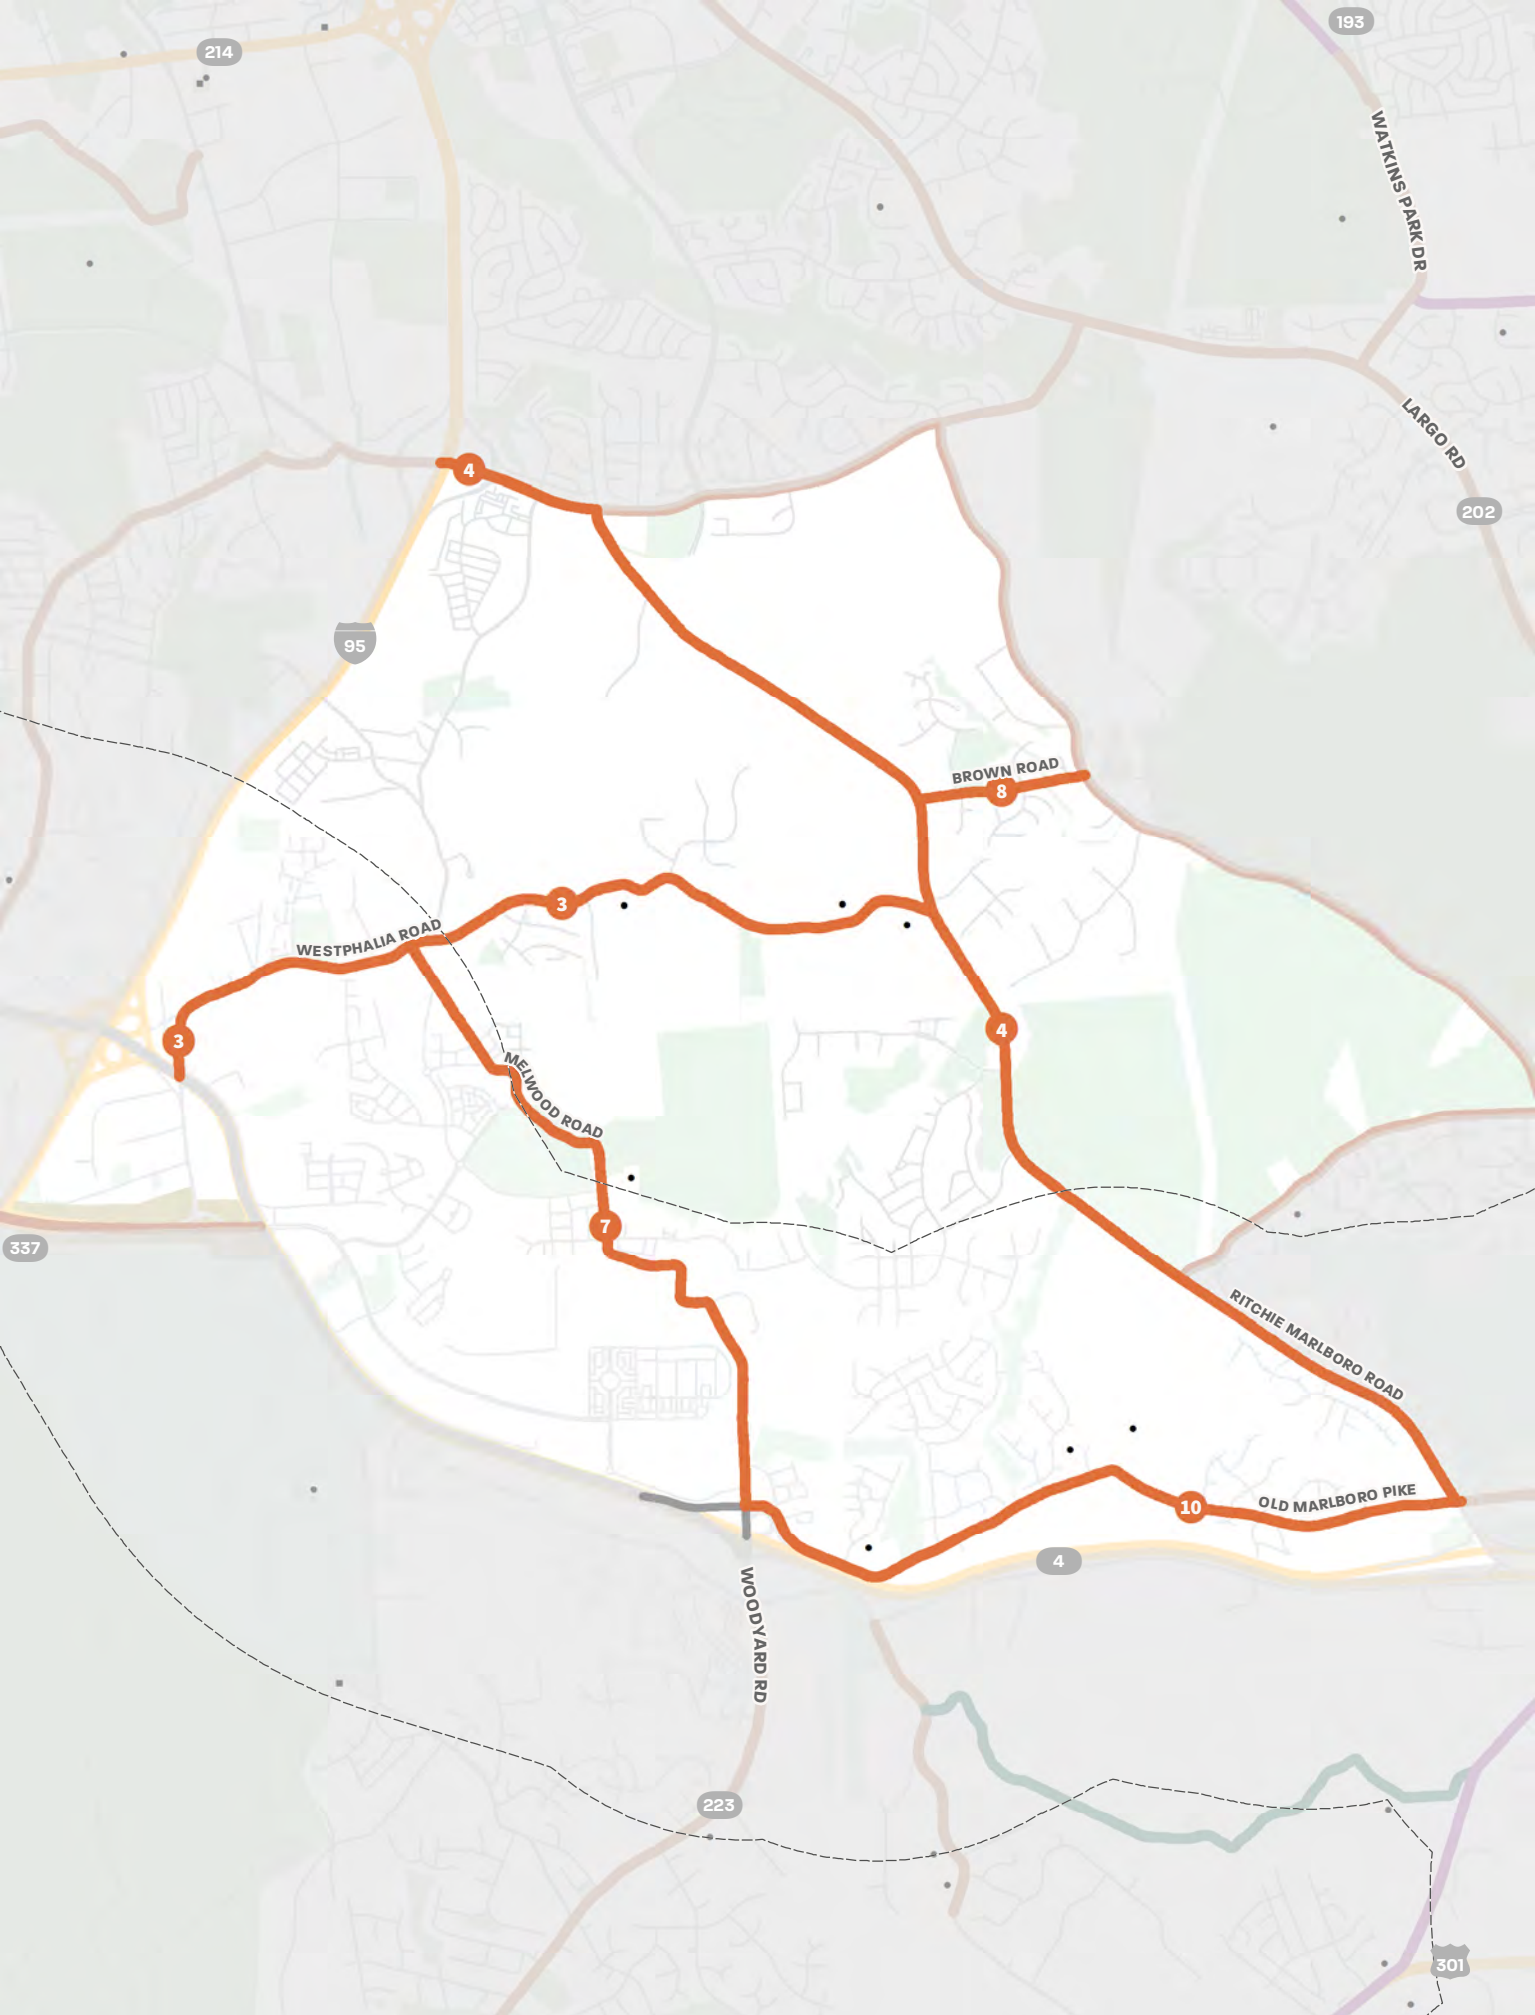 193
214
WATKINS PARK DR
LARGO RD
4
202
95
BROWN ROAD
8
3
WESTPHALIA ROAD
4
3
MELWOOD ROAD
7
337
RITCHIE MARLBORO ROAD
OLD MARLBORO PIKE
10
4
WOODYARD RD
223
301